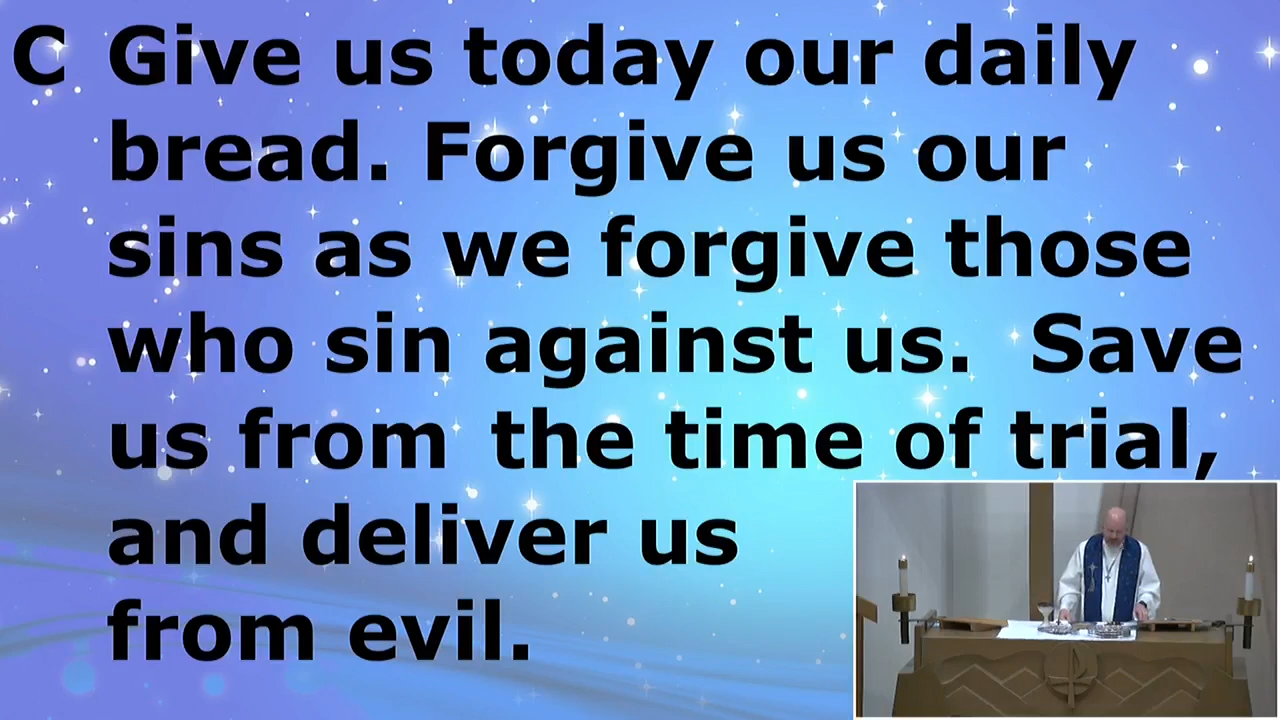 C Give us today our daily
bread. Forgive us our
sins as we forgive those
who sin against us. Save
us from the time of trial,
and deliver us
from evil.